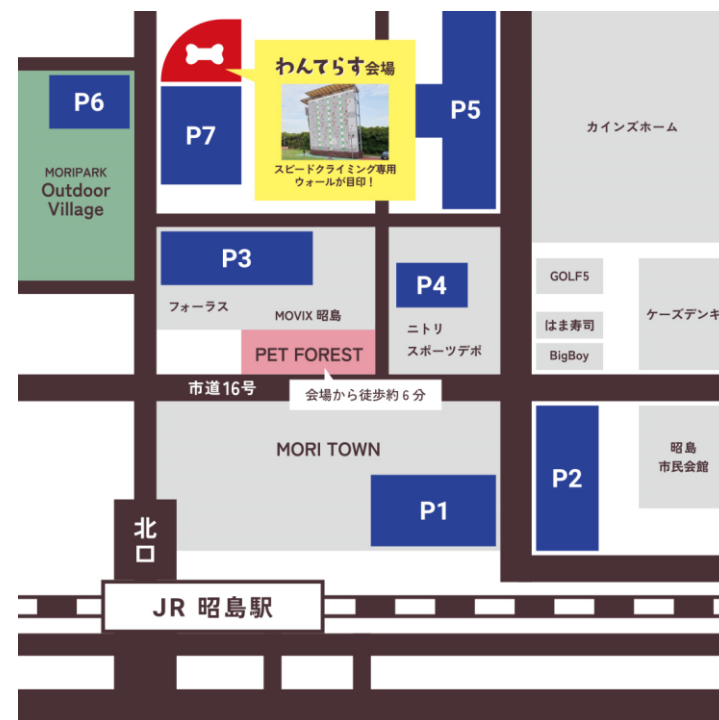 わんてらす会場
スピードクライミング専用
ウォールが目印！
P5
カインズホーム
P6
P7
MORIPARK
Outdoor
Village
P3
フォーラス
MOVIX 昭島
PET FOREST
P4
ニトリ
スポーツデポ
GOLF5
はま寿司
BigBoy
ケーズデンキ
市道16号
会場から徒歩約6分
MORI TOWN
P1
P2
昭島
市民会館
北口
JR 昭島駅